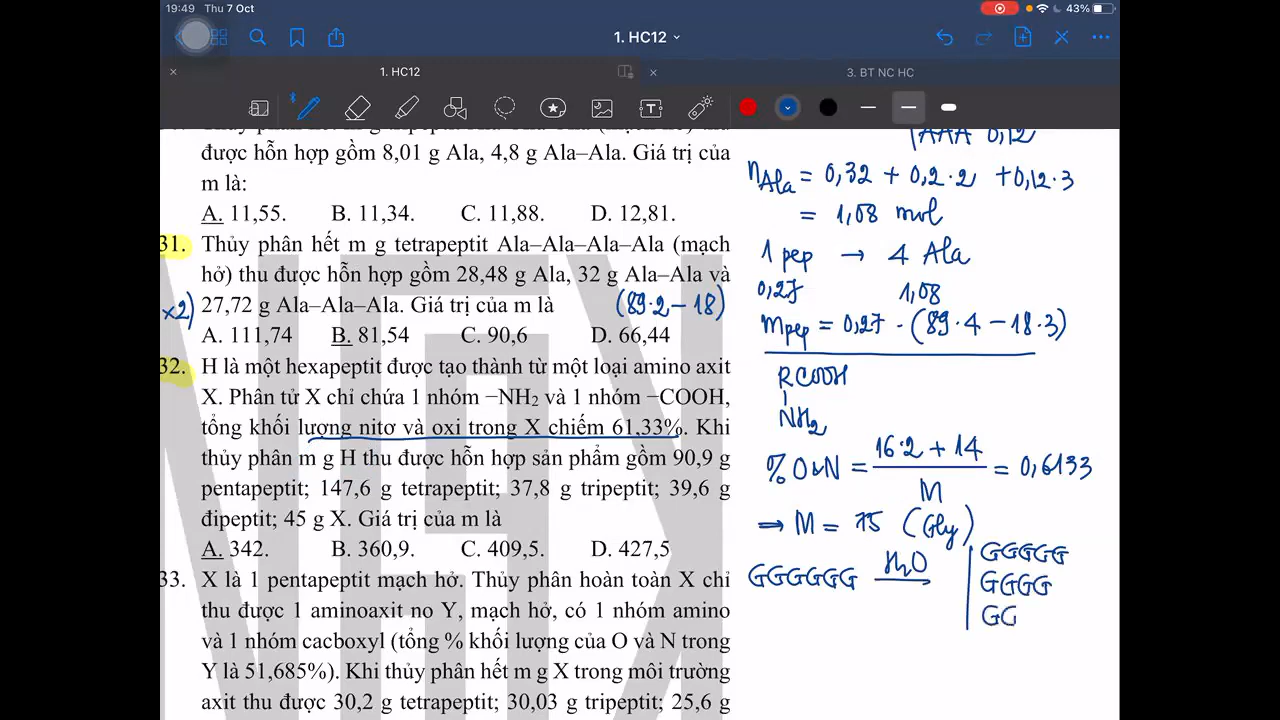 19:49 Thu 7 Oct
43%
1. HC12
1. HC12
3. BT NC HC
được hỗn hợp gồm 8,01 g Ala, 4,8 g Ala–Ala. Giá trị của
m là:
A. 11,55. B. 11,34. C. 11,88. D. 12,81.
31. Thủy phân hết m g tetrapeptit Ala–Ala–Ala–Ala (mạch
hở) thu được hỗn hợp gồm 28,48 g Ala, 32 g Ala–Ala và
×2) 27,72 g Ala–Ala–Ala. Giá trị của m là (89·2 – 18)
A. 111,74 B. 81,54 C. 90,6 D. 66,44
32. H là một hexapeptit được tạo thành từ một loại amino axit
X. Phân tử X chỉ chứa 1 nhóm −NH2 và 1 nhóm −COOH,
tổng khối lượng nitơ và oxi trong X chiếm 61,33%. Khi
thủy phân m g H thu được hỗn hợp sản phẩm gồm 90,9 g
pentapeptit; 147,6 g tetrapeptit; 37,8 g tripeptit; 39,6 g
đipeptit; 45 g X. Giá trị của m là
A. 342. B. 360,9. C. 409,5. D. 427,5
33. X là 1 pentapeptit mạch hở. Thủy phân hoàn toàn X chỉ
thu được 1 aminoaxit no Y, mạch hở, có 1 nhóm amino
và 1 nhóm cacboxyl (tổng % khối lượng của O và N trong
Y là 51,685%). Khi thủy phân hết m g X trong môi trường
axit thu được 30,2 g tetrapeptit; 30,03 g tripeptit; 25,6 g
AAA 0,12
nAla = 0,32 + 0,2·2 + 0,12·3
= 1,08 mol
1 pep → 4 Ala
0,27 1,08
mpep = 0,27 · (89·4 – 18·3)
RCOOH
NH2
% O&N = 16·2 + 14 / M = 0,6133
→ M = 75 (Gly)
GGGGGG H2O
GGGGG
GGGG
GG